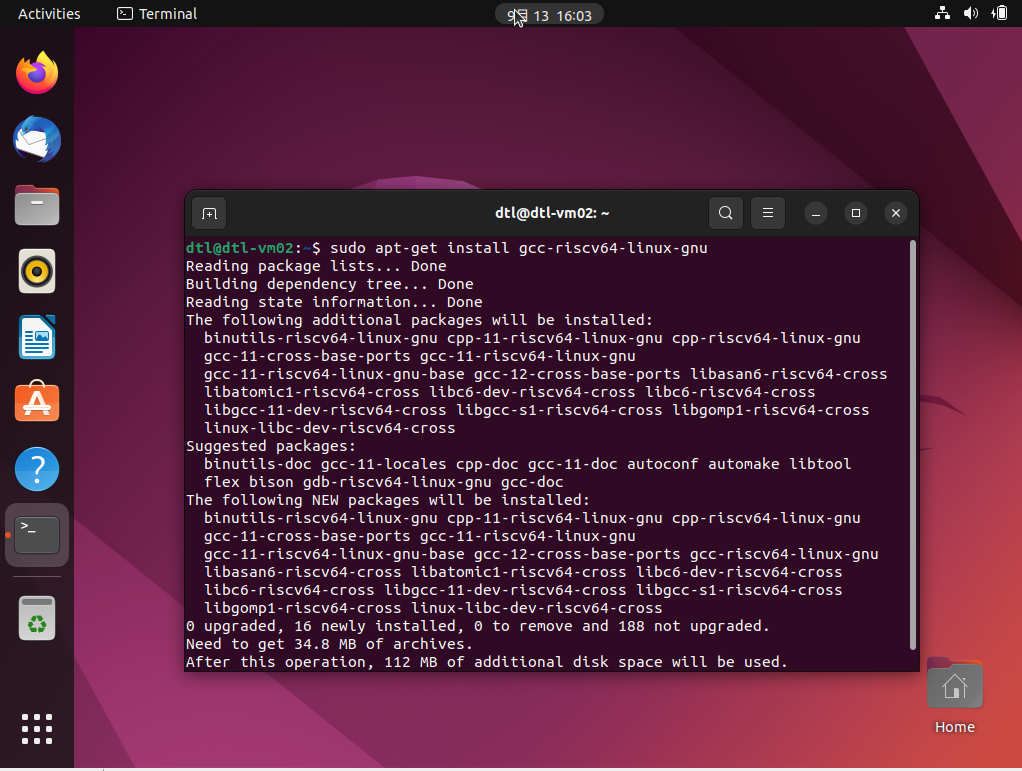 Activities
Terminal
13 16:03
dtl@dtl-vm02: ~
dtl@dtl-vm02:~$ sudo apt-get install gcc-riscv64-linux-gnu
Reading package lists... Done
Building dependency tree... Done
Reading state information... Done
The following additional packages will be installed:
binutils-riscv64-linux-gnu cpp-11-riscv64-linux-gnu cpp-riscv64-linux-gnu
gcc-11-cross-base-ports gcc-11-riscv64-linux-gnu
gcc-11-riscv64-linux-gnu-base gcc-12-cross-base-ports libasan6-riscv64-cross
libatomic1-riscv64-cross libc6-dev-riscv64-cross libc6-riscv64-cross
libgcc-11-dev-riscv64-cross libgcc-s1-riscv64-cross libgomp1-riscv64-cross
linux-libc-dev-riscv64-cross
Suggested packages:
binutils-doc gcc-11-locales cpp-doc gcc-11-doc autoconf automake libtool
flex bison gdb-riscv64-linux-gnu gcc-doc
The following NEW packages will be installed:
binutils-riscv64-linux-gnu cpp-11-riscv64-linux-gnu cpp-riscv64-linux-gnu
gcc-11-cross-base-ports gcc-11-riscv64-linux-gnu
gcc-11-riscv64-linux-gnu-base gcc-12-cross-base-ports gcc-riscv64-linux-gnu
libasan6-riscv64-cross libatomic1-riscv64-cross libc6-dev-riscv64-cross
libc6-riscv64-cross libgcc-11-dev-riscv64-cross libgcc-s1-riscv64-cross
libgomp1-riscv64-cross linux-libc-dev-riscv64-cross
0 upgraded, 16 newly installed, 0 to remove and 188 not upgraded.
Need to get 34.8 MB of archives.
After this operation, 112 MB of additional disk space will be used.
Home